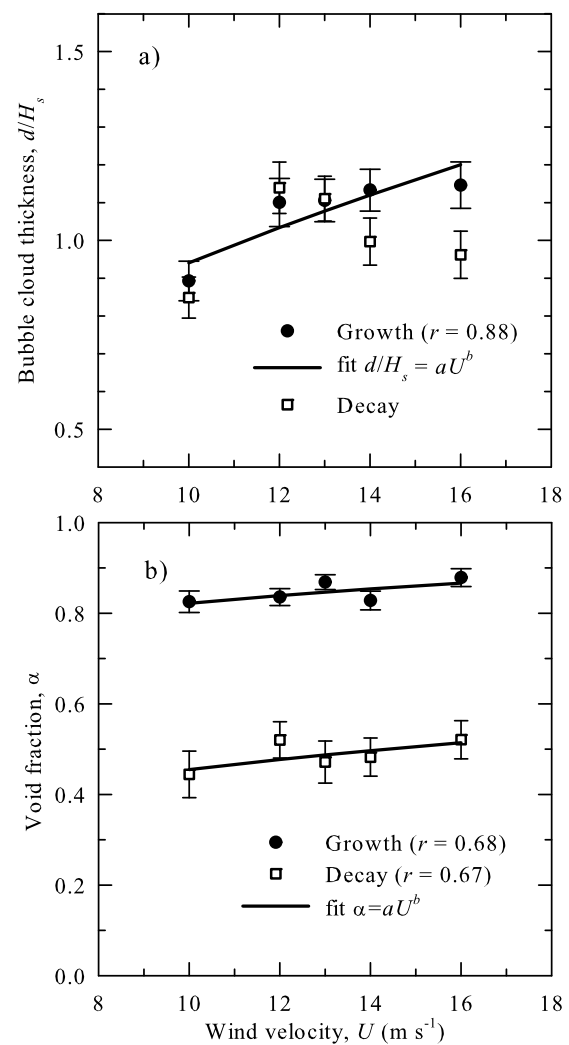 a)
1.5
1.0
0.5
Bubble cloud thickness, d/Hₛ
Growth (r = 0.88)
fit d/Hₛ = aUᵇ
Decay
8 10 12 14 16 18
b)
1.0
0.8
0.6
0.4
0.2
0.0
Void fraction, α
Growth (r = 0.68)
Decay (r = 0.67)
fit α=aUᵇ
8 10 12 14 16 18
Wind velocity, U (m s⁻¹)